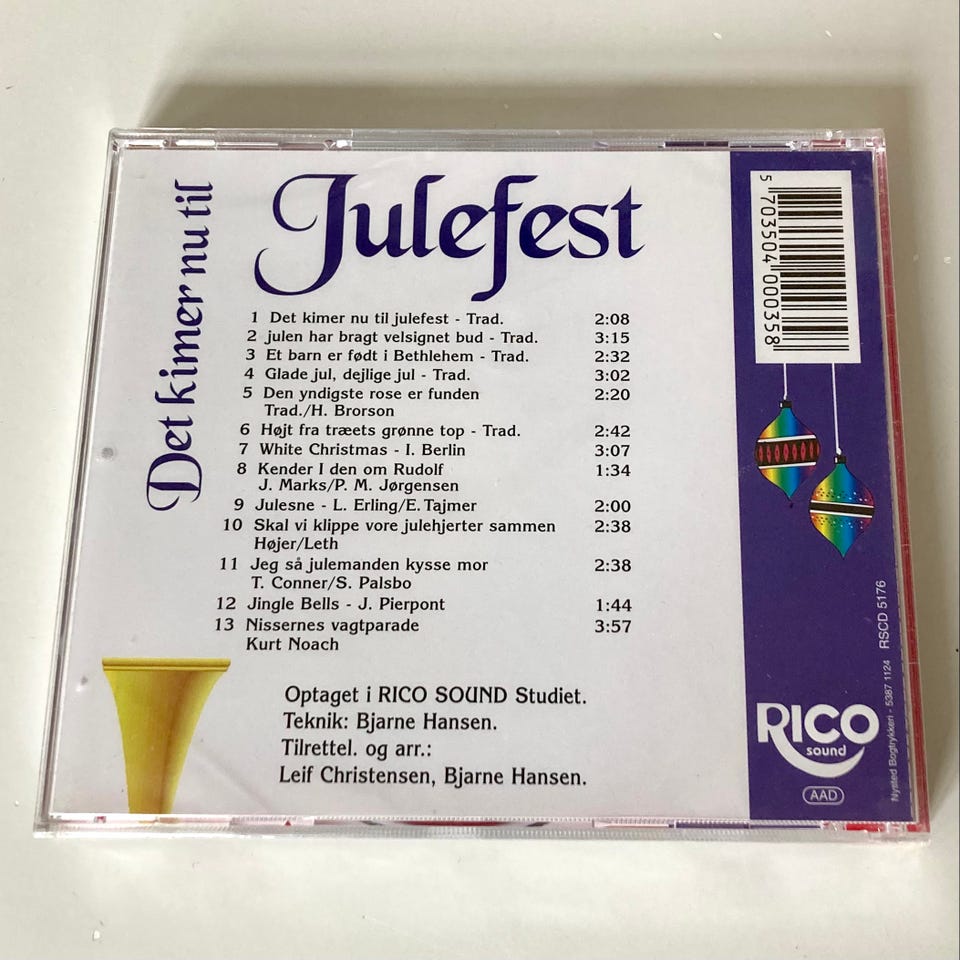 Det kimer nu til
Julefest
1 Det kimer nu til julefest - Trad. 2:08
2 julen har bragt velsignet bud - Trad. 3:15
3 Et barn er født i Bethlehem - Trad. 2:32
4 Glade jul, dejlige jul - Trad. 3:02
5 Den yndigste rose er funden 2:20
Trad./H. Brorson
6 Højt fra træets grønne top - Trad. 2:42
7 White Christmas - I. Berlin 3:07
8 Kender I den om Rudolf 1:34
J. Marks/P. M. Jørgensen
9 Julesne - L. Erling/E. Tajmer 2:00
10 Skal vi klippe vore julehjerter sammen 2:38
Højer/Leth
11 Jeg så julemanden kysse mor 2:38
T. Conner/S. Palsbo
12 Jingle Bells - J. Pierpont 1:44
13 Nissernes vagtparade 3:57
Kurt Noach
Optaget i RICO SOUND Studiet.
Teknik: Bjarne Hansen.
Tilrettel. og arr.:
Leif Christensen, Bjarne Hansen.
5 703504 000358
RICO
sound
AAD
Nysted Bogtrykkeri - 5387 1124 RSCD 5176